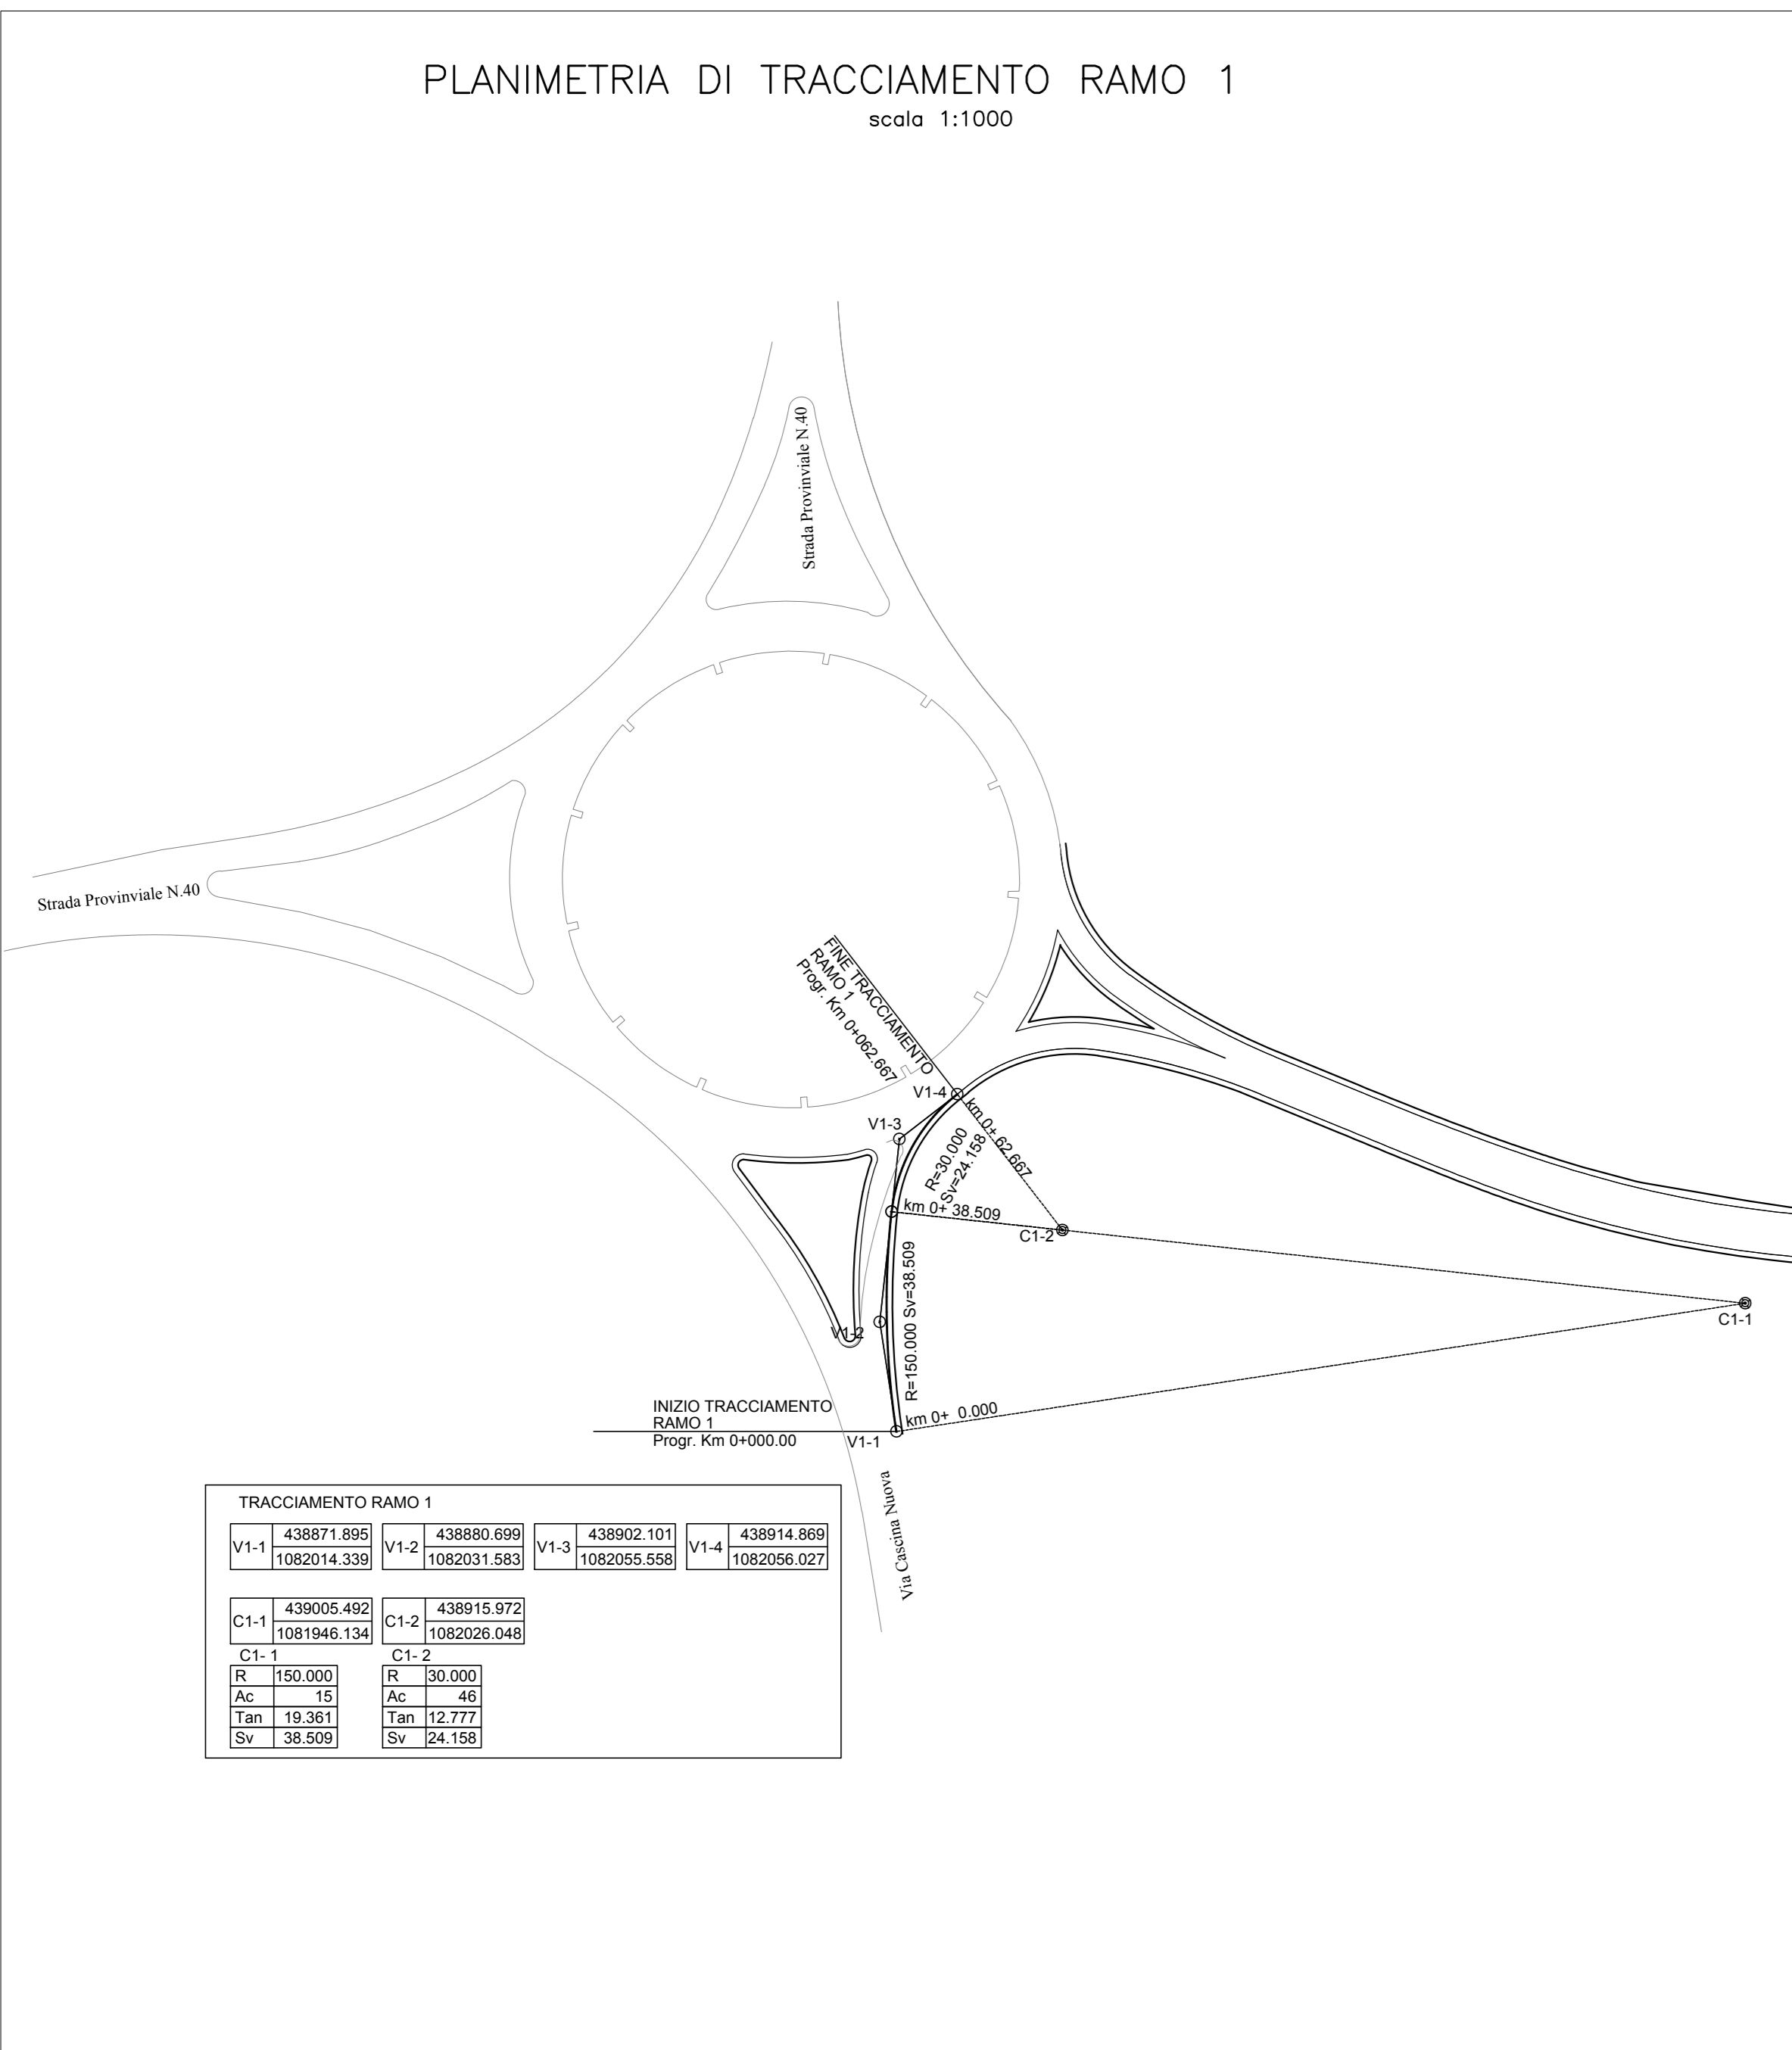 PLANIMETRIA DI TRACCIAMENTO RAMO 1
scala 1:1000
Strada Provinviale N.40
Strada Provinviale N.40
FINE TRACCIAMENTO
RAMO 1
Progr. Km 0+062.667
V1-4
km 0+ 62.667
V1-3
R=30.000
Sv=24.158
km 0+ 38.509
C1-2
R=150.000 Sv=38.509
C1-1
V1-2
INIZIO TRACCIAMENTO
RAMO 1
Progr. Km 0+000.00
km 0+ 0.000
V1-1
Via Cascina Nuova
TRACCIAMENTO RAMO 1
V1-1 438871.895 1082014.339
V1-2 438880.699 1082031.583
V1-3 438902.101 1082055.558
V1-4 438914.869 1082056.027
C1-1 439005.492 1081946.134
C1-2 438915.972 1082026.048
C1- 1
R 150.000
Ac 15
Tan 19.361
Sv 38.509
C1- 2
R 30.000
Ac 46
Tan 12.777
Sv 24.158